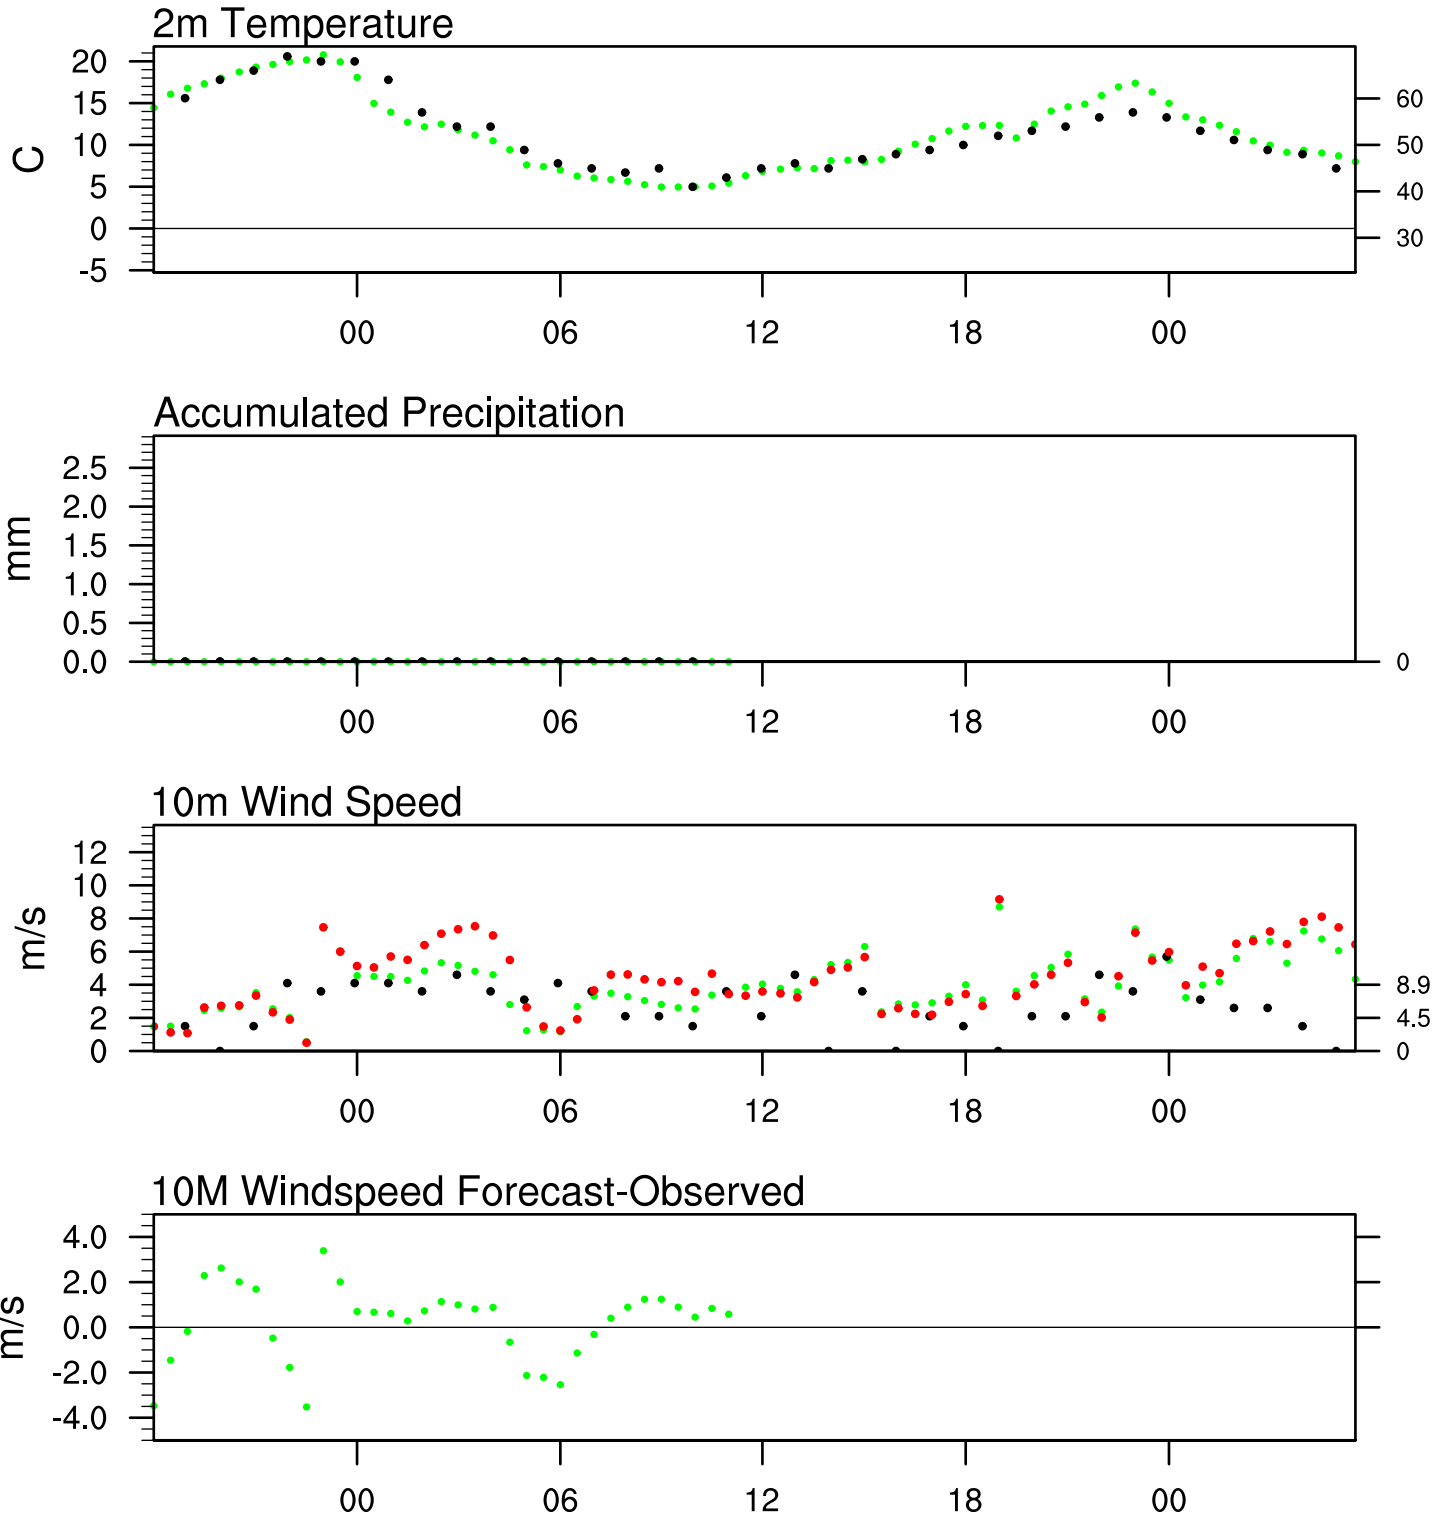 2m Temperature
C
20
15
10
5
0
-5
60
50
40
30
00 06 12 18 00
Accumulated Precipitation
mm
2.5
2.0
1.5
1.0
0.5
0.0
0
00 06 12 18 00
10m Wind Speed
m/s
12
10
8
6
4
2
0
8.9
4.5
0
00 06 12 18 00
10M Windspeed Forecast-Observed
m/s
4.0
2.0
0.0
-2.0
-4.0
00 06 12 18 00